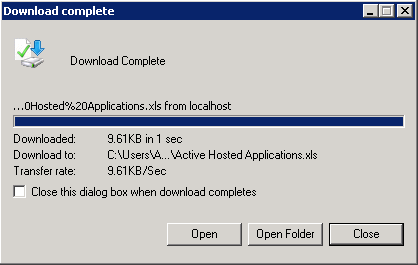 Download complete
Download Complete
...0Hosted%20Applications.xls from localhost
Downloaded: 9.61KB in 1 sec
Download to: C:\Users\A...\Active Hosted Applications.xls
Transfer rate: 9.61KB/Sec
Close this dialog box when download completes
Open Open Folder Close